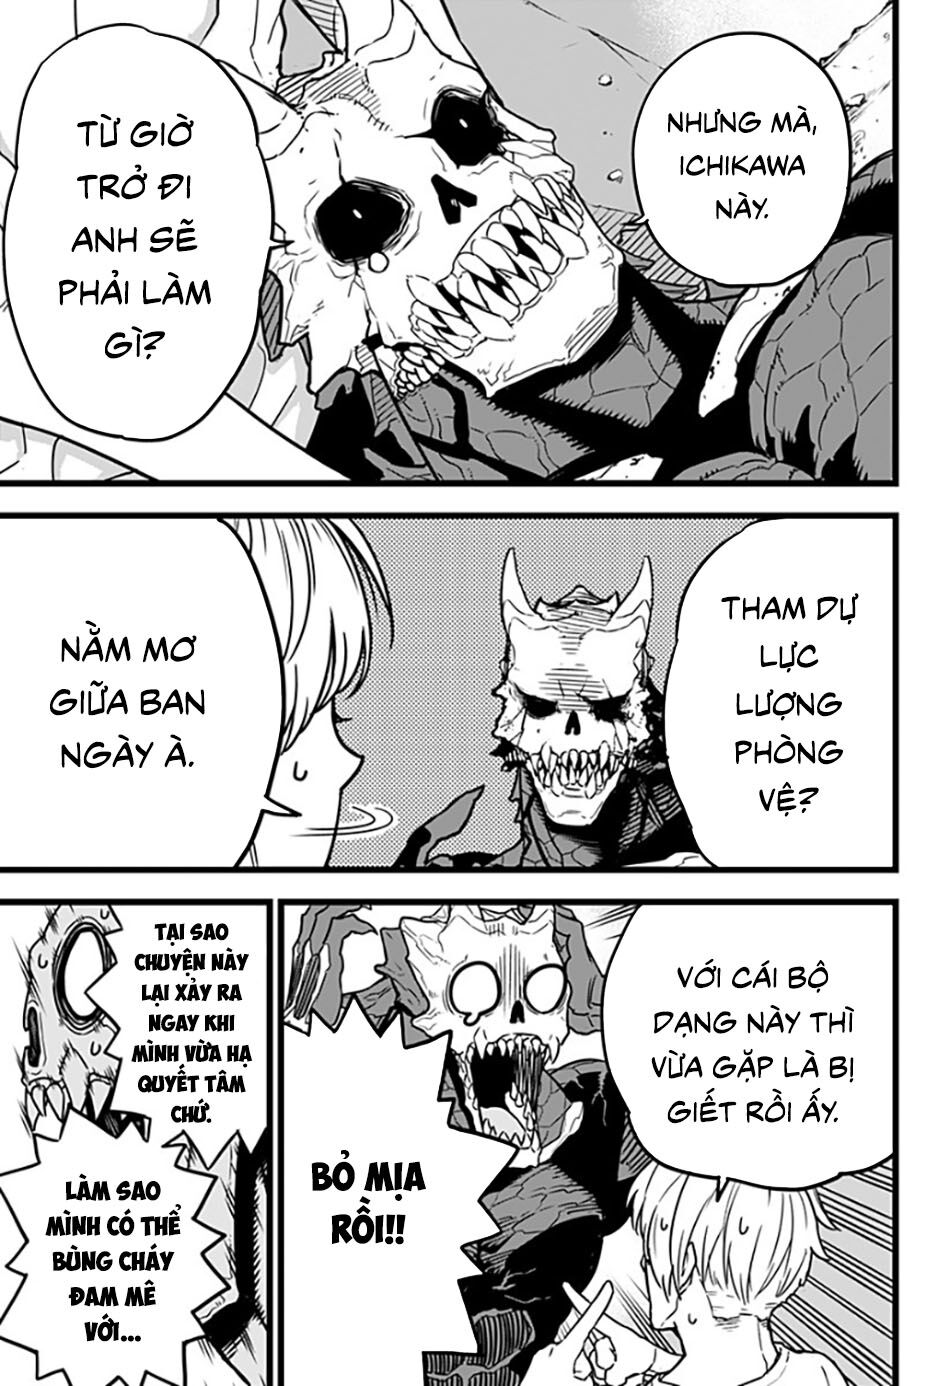 NHƯNG MÀ,
ICHIKAWA
NÀY.
TỪ GIỜ
TRỞ ĐI
ANH SẼ
PHẢI LÀM
GÌ?
THAM DỰ
LỰC
LƯỢNG
PHÒNG
VỆ?
NẰM MƠ
GIỮA BAN
NGÀY À.
VỚI CÁI BỘ
DẠNG NÀY THÌ
VỪA GẶP LÀ BỊ
GIẾT RỒI ẤY.
BỎ MỊA
RỒI!!
TẠI SAO
CHUYỆN NÀY
LẠI XẢY RA
NGAY KHI
MÌNH VỪA HẠ
QUYẾT TÂM
CHỨ.
LÀM SAO
MÌNH CÓ THỂ
BÙNG CHÁY
ĐAM MÊ
VỚI...